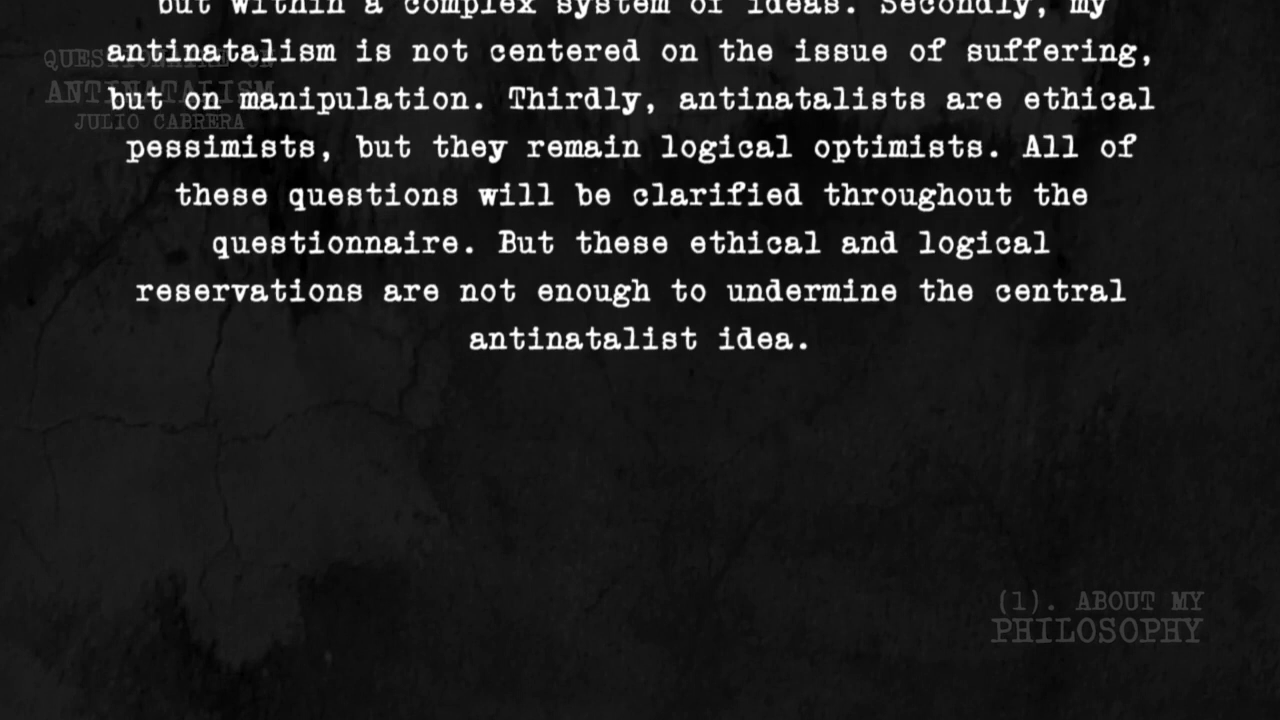 but within a complex system of ideas. Secondly, my
antinatalism is not centered on the issue of suffering,
but on manipulation. Thirdly, antinatalists are ethical
pessimists, but they remain logical optimists. All of
these questions will be clarified throughout the
questionnaire. But these ethical and logical
reservations are not enough to undermine the central
antinatalist idea.
QUESTIONNAIRE ON
ANTINATALISM
JULIO CABRERA
(1). ABOUT MY
PHILOSOPHY